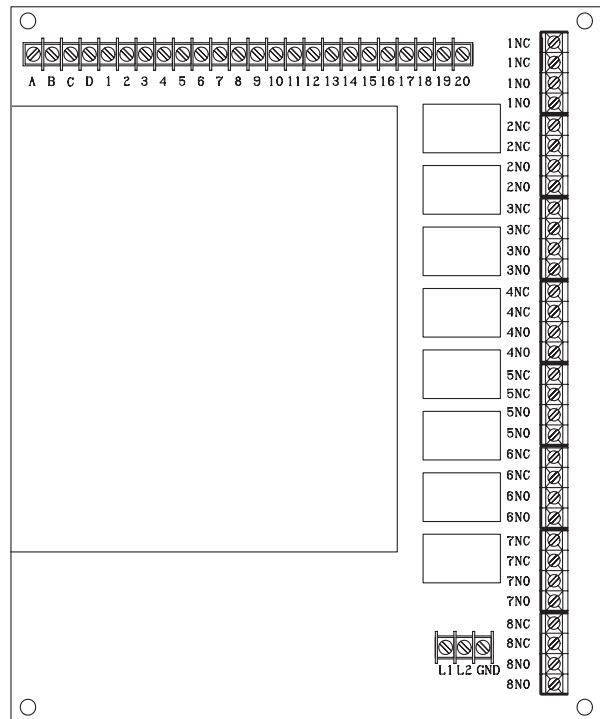 A B C D 1 2 3 4 5 6 7 8 9 10 11 12 13 14 15 16 17 18 19 20
1NC
1NC
1NO
1NO
2NC
2NC
2NO
2NO
3NC
3NC
3NO
3NO
4NC
4NC
4NO
4NO
5NC
5NC
5NO
5NO
6NC
6NC
6NO
6NO
7NC
7NC
7NO
7NO
8NC
8NC
8NO
8NO
L1 L2 GND